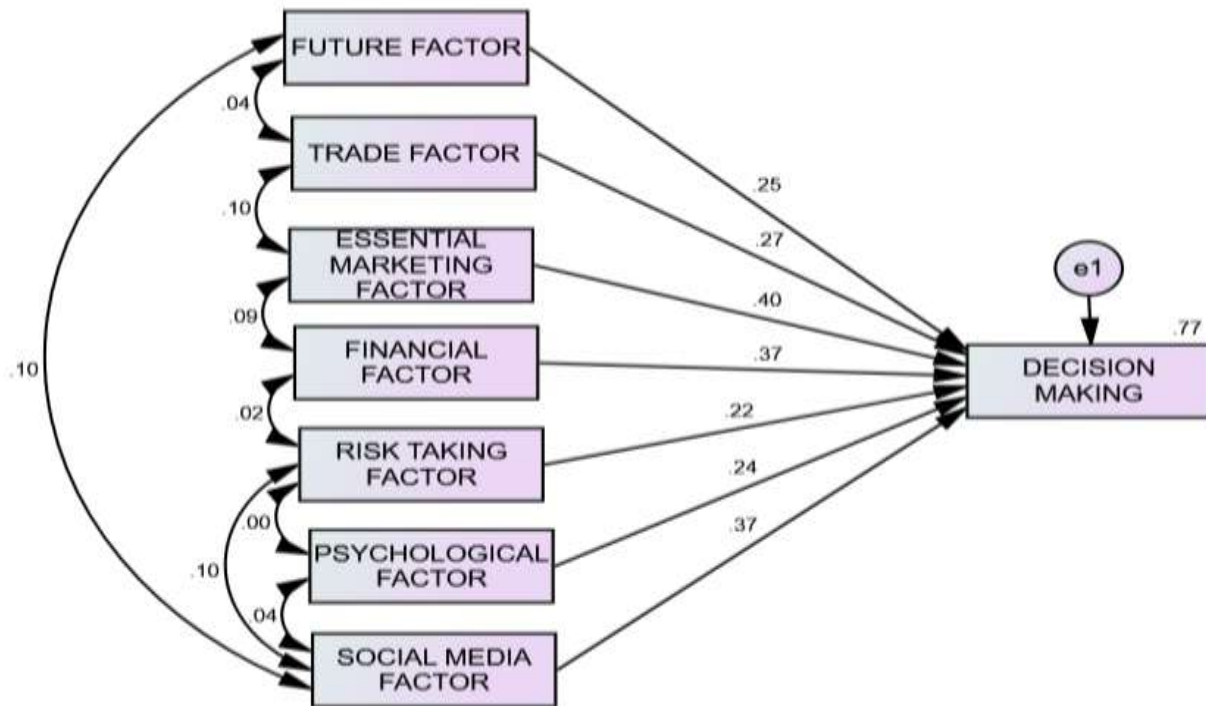 FUTURE FACTOR
.04
TRADE FACTOR
.25
.10
.27
ESSENTIAL
MARKETING
FACTOR
e1
.40
.09
.77
FINANCIAL
FACTOR
.37
DECISION
MAKING
.10
.02
.22
RISK TAKING
FACTOR
.24
.00
.37
PSYCHOLOGICAL
FACTOR
.10
.04
SOCIAL MEDIA
FACTOR